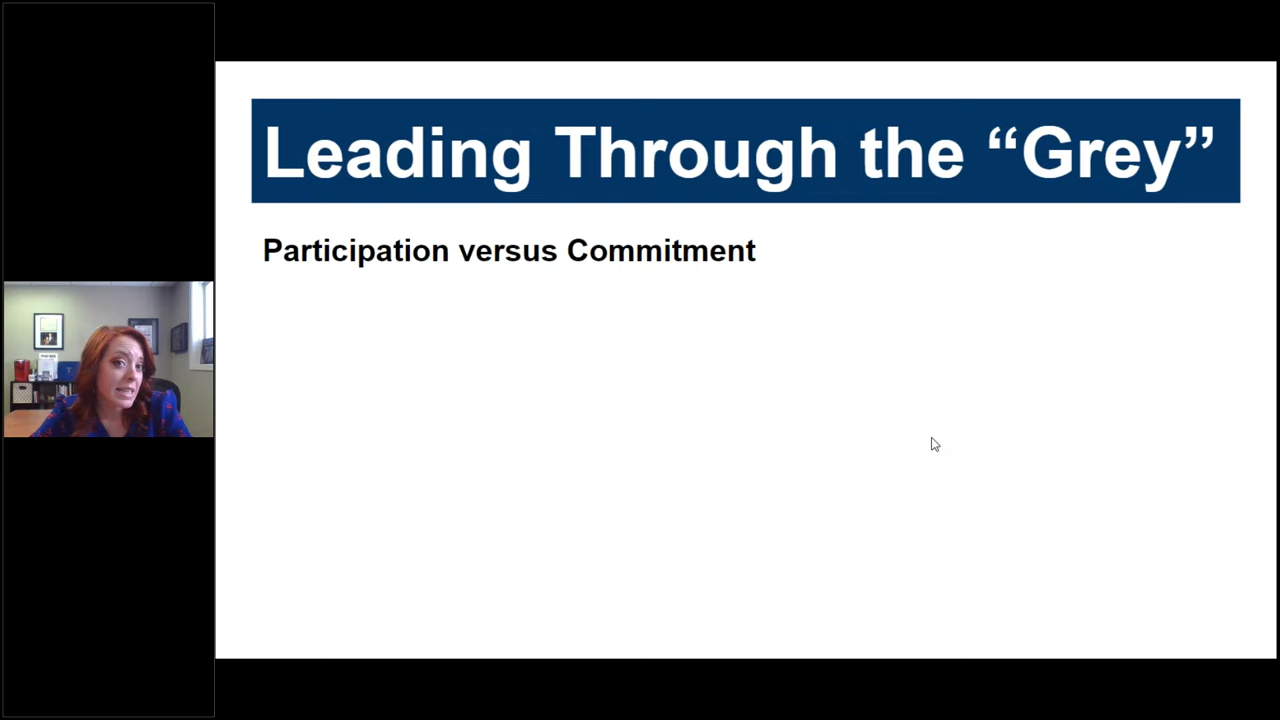 Leading Through the “Grey”
Participation versus Commitment